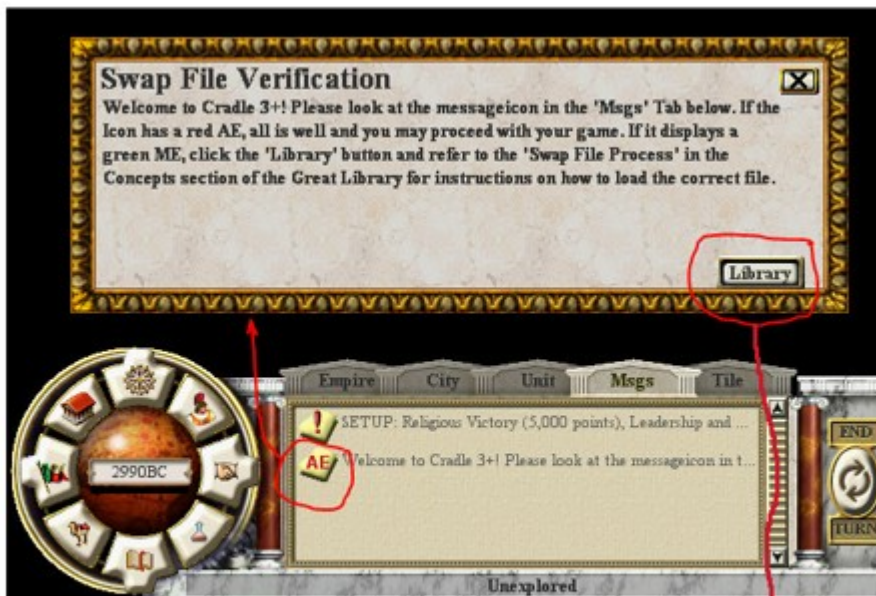 Swap File Verification
Welcome to Cradle 3+! Please look at the messageicon in the 'Msgs' Tab below. If the
Icon has a red AE, all is well and you may proceed with your game. If it displays a
green ME, click the 'Library' button and refer to the 'Swap File Process' in the
Concepts section of the Great Library for instructions on how to load the correct file.
Library
Empire City Unit Msgs Tile
! SETUP: Religious Victory (5,000 points), Leadership and ...
AE Welcome to Cradle 3+! Please look at the messageicon in t...
2990BC
END
TURN
Unexplored